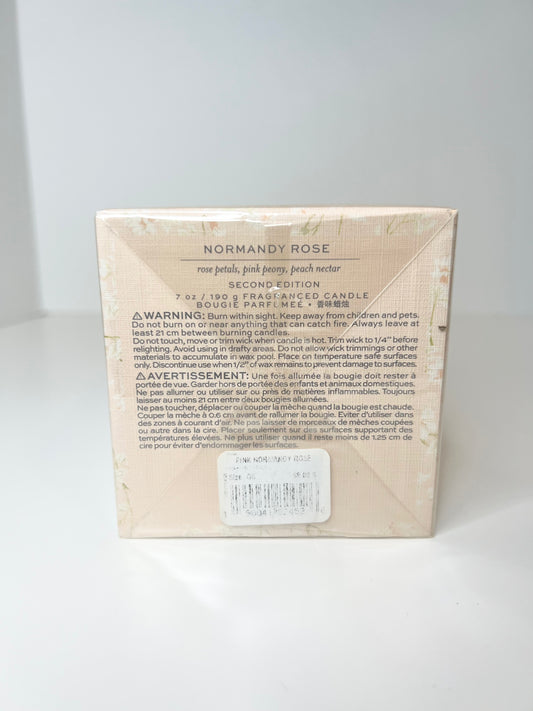 NORMANDY ROSE
rose petals, pink peony, peach nectar
SECOND EDITION
7 oz / 190 g FRAGRANCED CANDLE
BOUGIE PARFUMÉE • 香味蜡烛
⚠WARNING: Burn within sight. Keep away from children and pets.
Do not burn on or near anything that can catch fire. Always leave at
least 21 cm between burning candles.
Do not touch, move or trim wick when candle is hot. Trim wick to 1/4" before
relighting. Avoid using in drafty areas. Do not allow wick trimmings or other
materials to accumulate in wax pool. Place on temperature safe surfaces
only. Discontinue use when 1/2" of wax remains to prevent damage to surfaces.
⚠AVERTISSEMENT: Une fois allumée la bougie doit rester à
portée de vue. Garder hors de portée des enfants et animaux domestiques.
Ne pas allumer ou utiliser sur ou près de matières inflammables. Toujours
laisser au moins 21 cm entre deux bougies allumées.
Ne pas toucher, déplacer ou couper la mèche quand la bougie est chaude.
Couper la mèche à 0.6 cm avant de rallumer la bougie. Eviter d'utiliser dans
des zones à courant d'air. Ne pas laisser de morceaux de mèches coupées
ou autre dans la cire. Placer seulement sur des surfaces supportant des
températures élevées. Ne plus utiliser quand il reste moins de 1.25 cm de
cire pour éviter d'endommager les surfaces.
PINK NORMANDY ROSE
Size